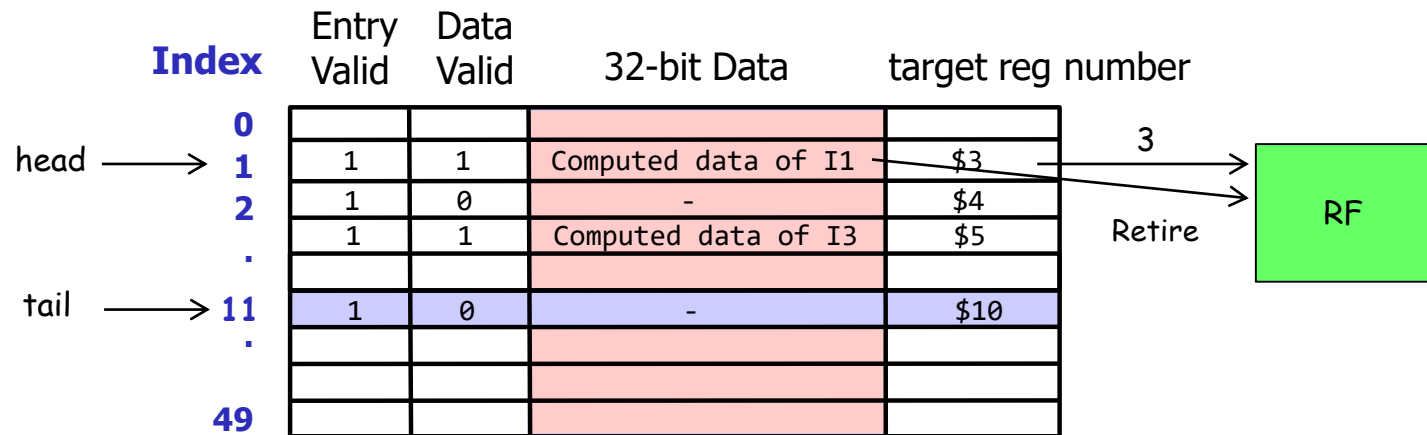 Entry Valid Data Valid
Index 32-bit Data target reg number
0
head 1 1 1 Computed data of I1 $3 3
2 1 0 - $4
1 1 Computed data of I3 $5 Retire RF
.
tail 11 1 0 - $10
.
49